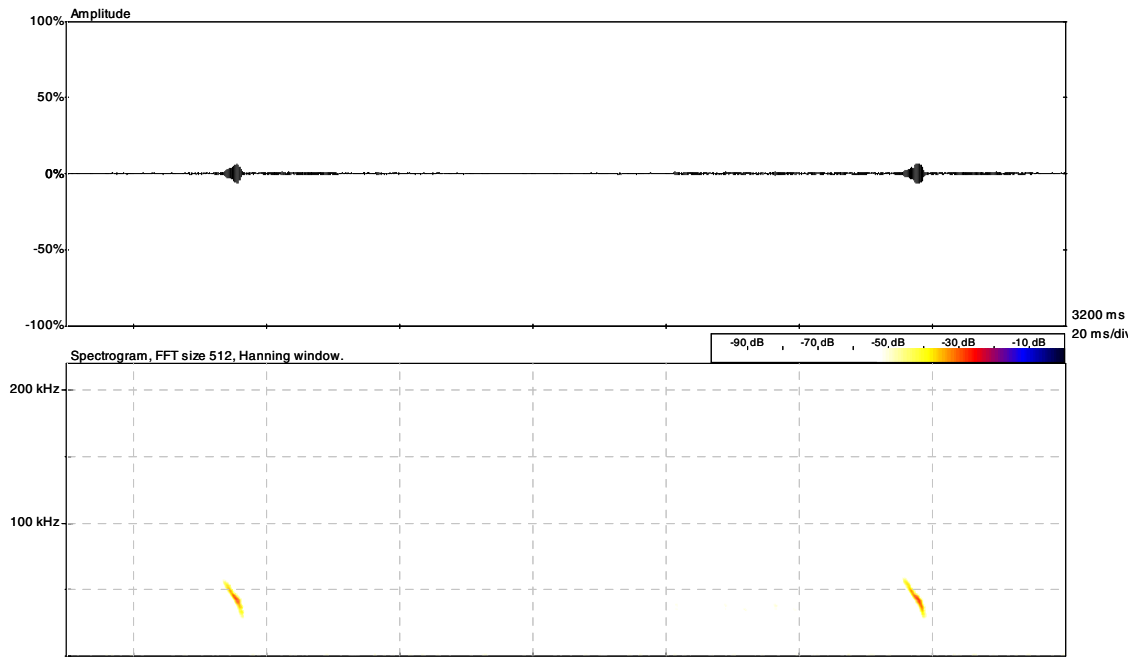 Amplitude
100%
50%
0%
-50%
-100%
3200 ms
20 ms/div
-90 dB -70 dB -50 dB -30 dB -10 dB
Spectrogram, FFT size 512, Hanning window.
200 kHz
100 kHz